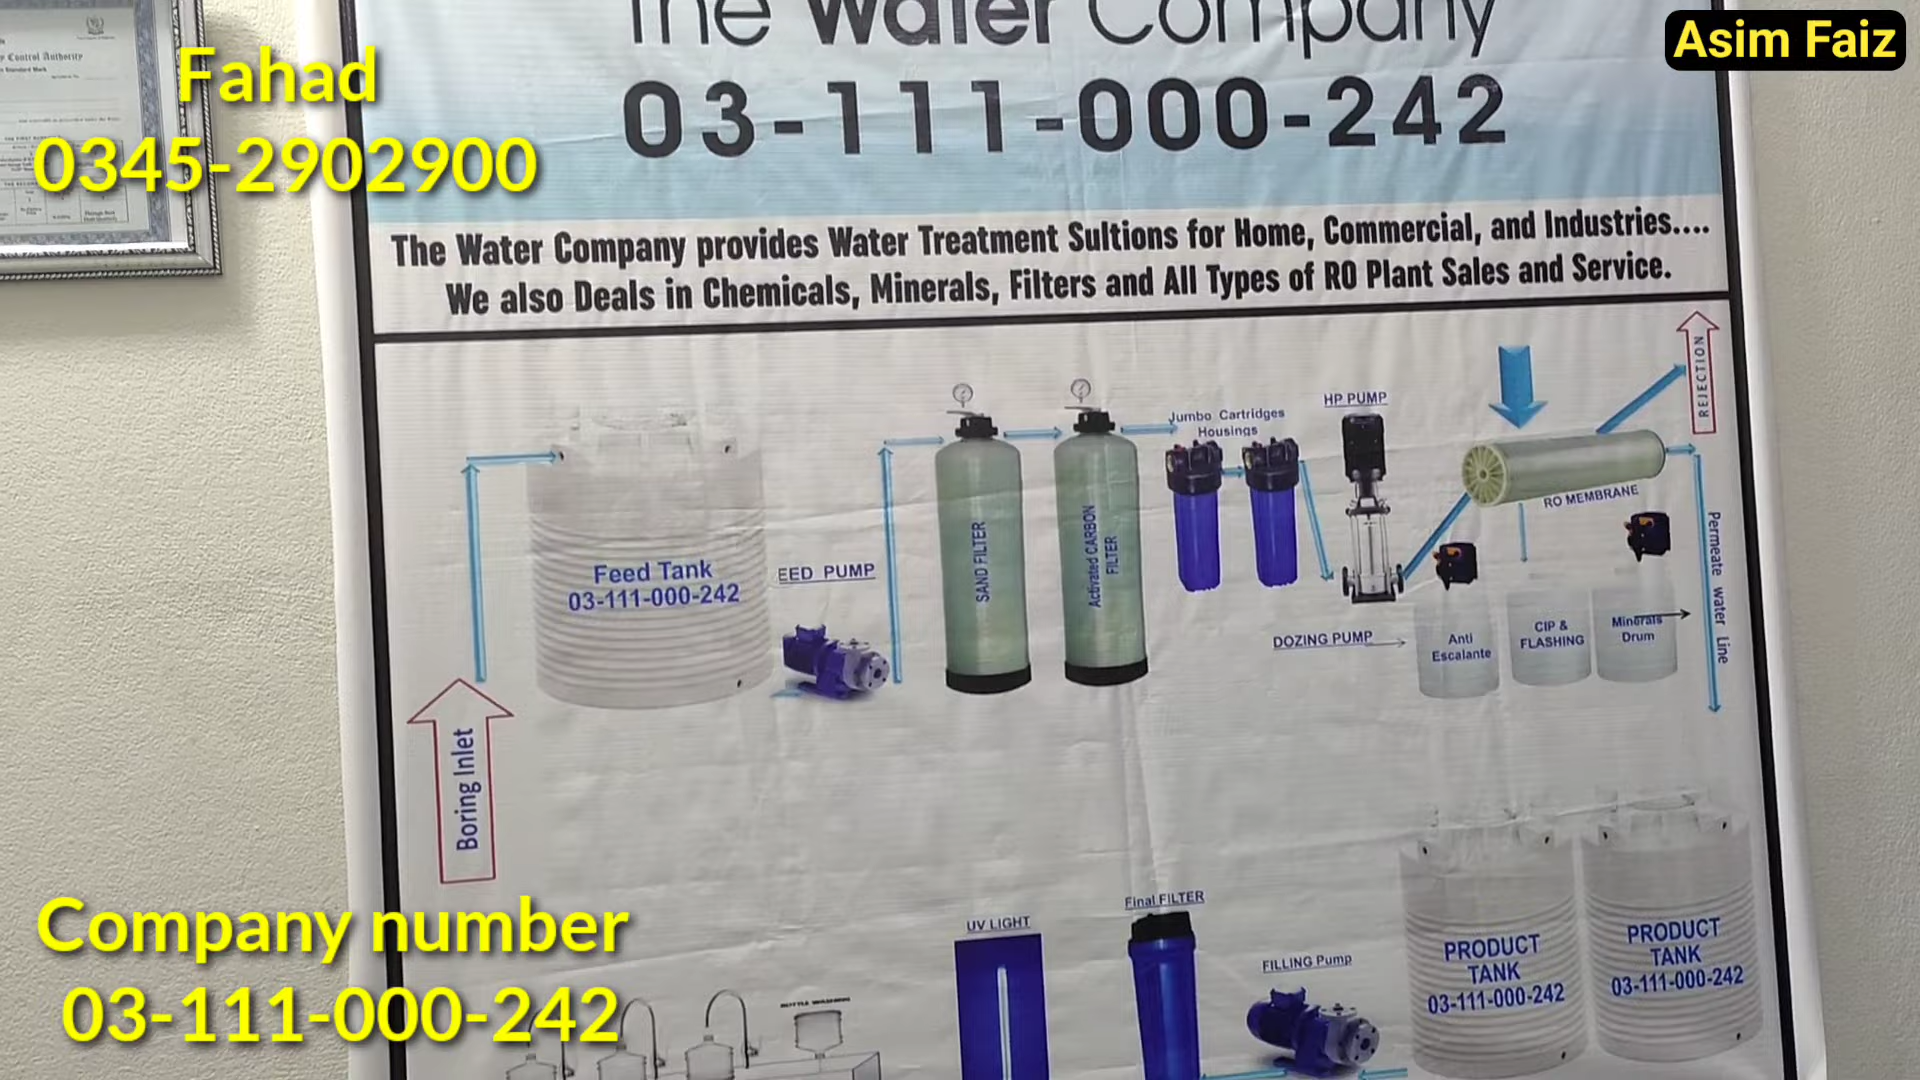 Asim Faiz
y Control Authority
Fahad
0345-2902900
The Water Company
03-111-000-242
The Water Company provides Water Treatment Sultions for Home, Commercial, and Industries....
We also Deals in Chemicals, Minerals, Filters and All Types of RO Plant Sales and Service.
REJECTION
HP PUMP
Jumbo Cartridges
Housings
RO MEMBRANE
SAND FILTER
Activated CARBON
FILTER
Feed Tank
03-111-000-242
EED PUMP
Permeate water Line
DOZING PUMP
Anti
Escalante
CIP &
FLASHING
Minerals
Drum
Boring Inlet
Company number
03-111-000-242
UV LIGHT
Final FILTER
FILLING Pump
BOTTLE WASHING
PRODUCT
TANK
03-111-000-242
PRODUCT
TANK
03-111-000-242